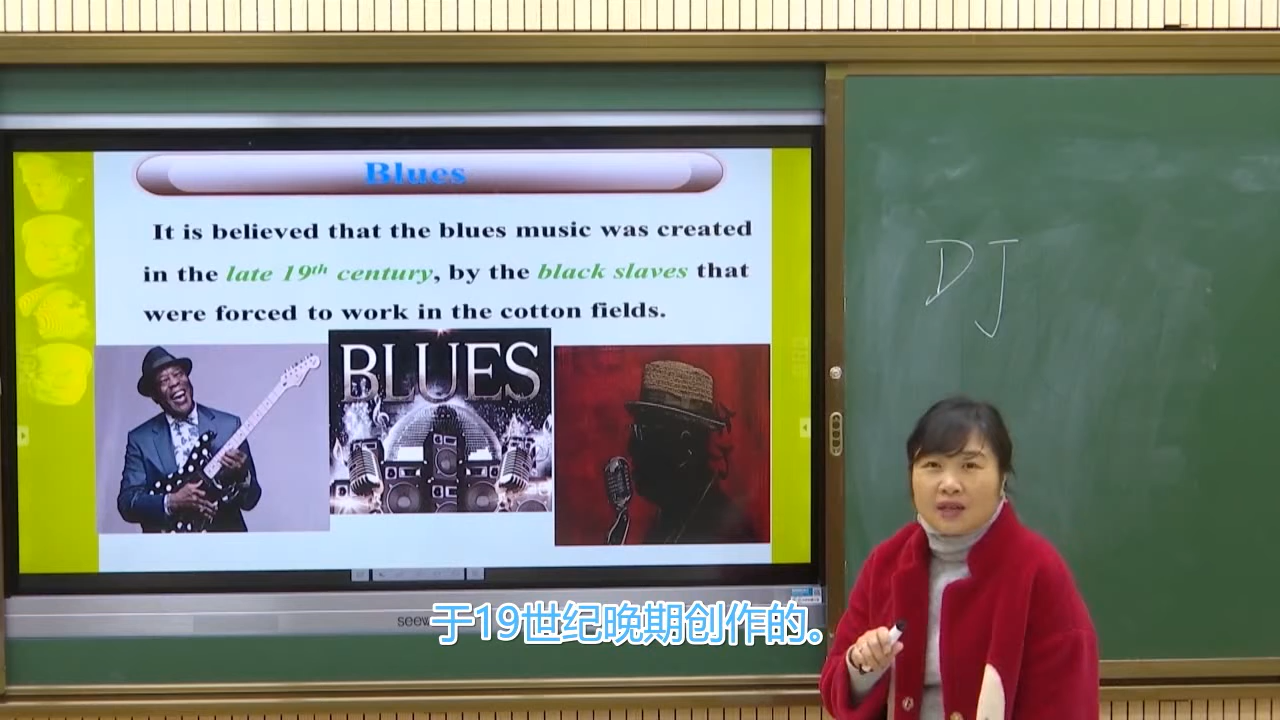 Blues
It is believed that the blues music was created
in the late 19th century, by the black slaves that
were forced to work in the cotton fields.
BLUES
DJ
seew
于19世纪晚期创作的。